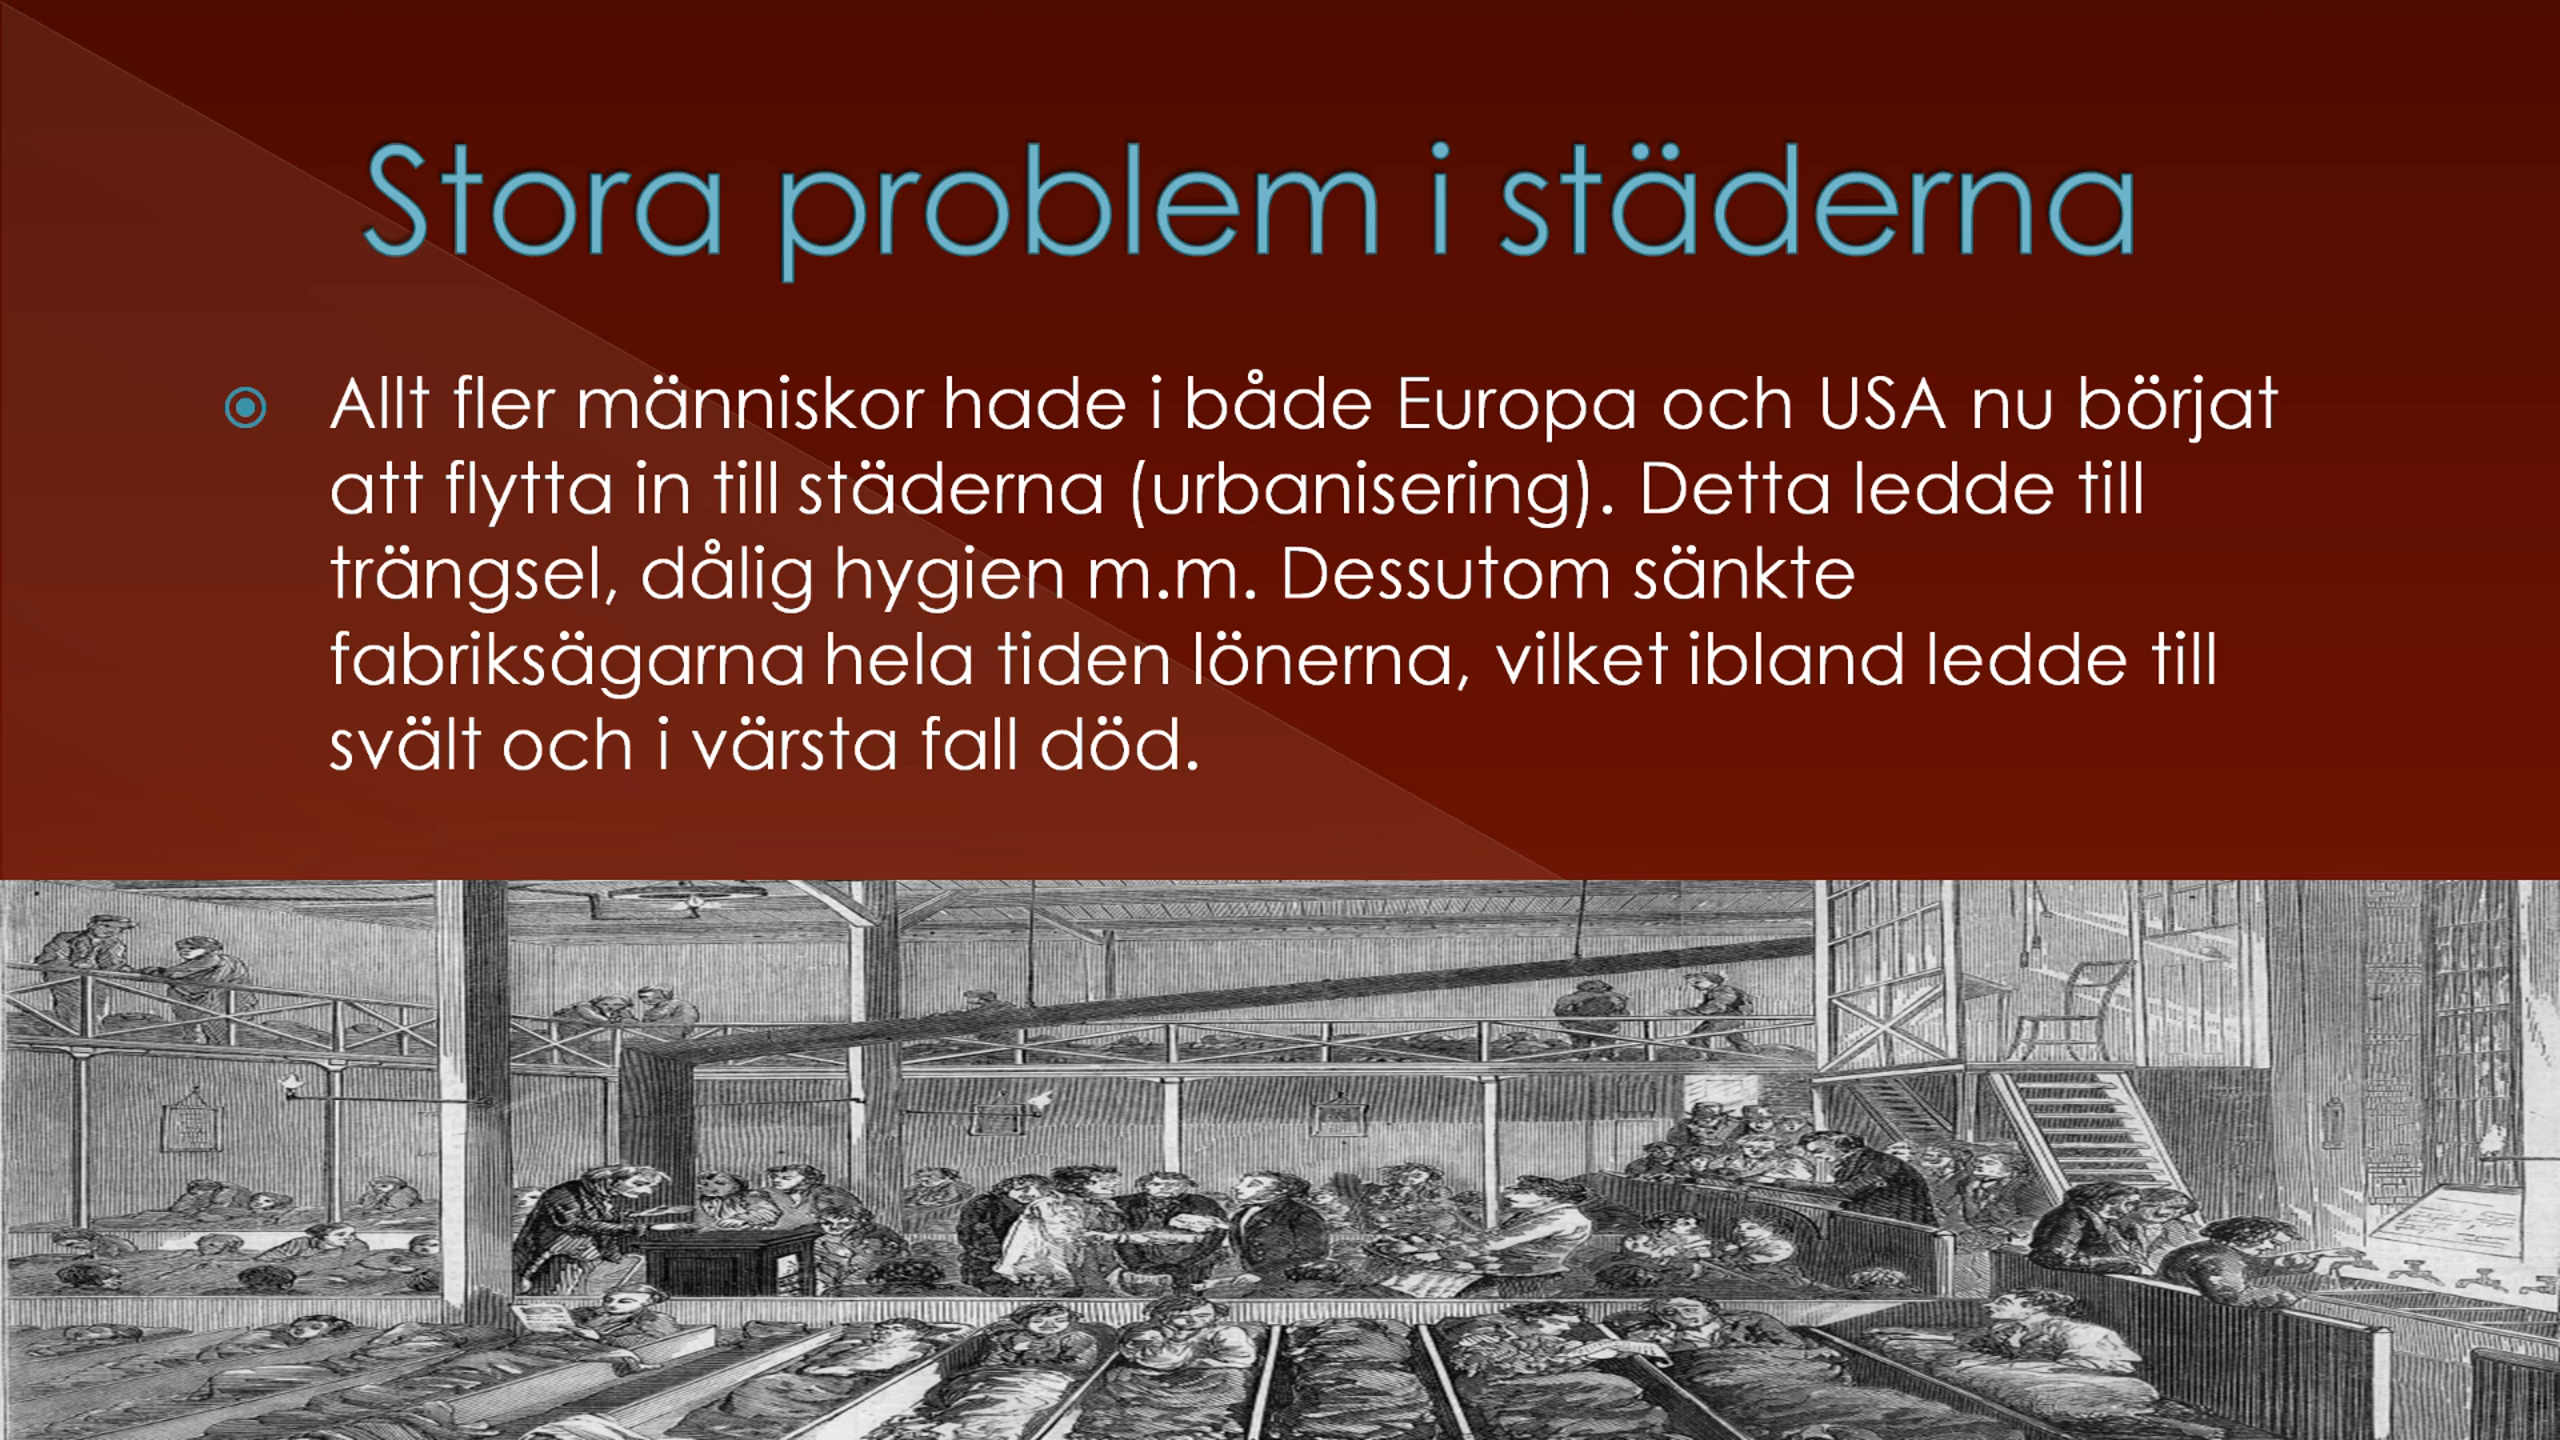 Stora problem i städerna
Allt fler människor hade i både Europa och USA nu börjat
att flytta in till städerna (urbanisering). Detta ledde till
trängsel, dålig hygien m.m. Dessutom sänkte
fabriksägarna hela tiden lönerna, vilket ibland ledde till
svält och i värsta fall död.